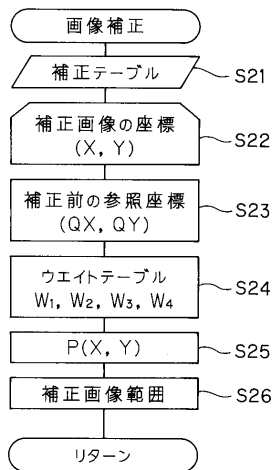 画像補正
補正テーブル
S21
補正画像の座標
(X, Y)
S22
補正前の参照座標
(QX, QY)
S23
ウエイトテーブル
W₁, W₂, W₃, W₄
S24
P(X, Y)
S25
補正画像範囲
S26
リターン